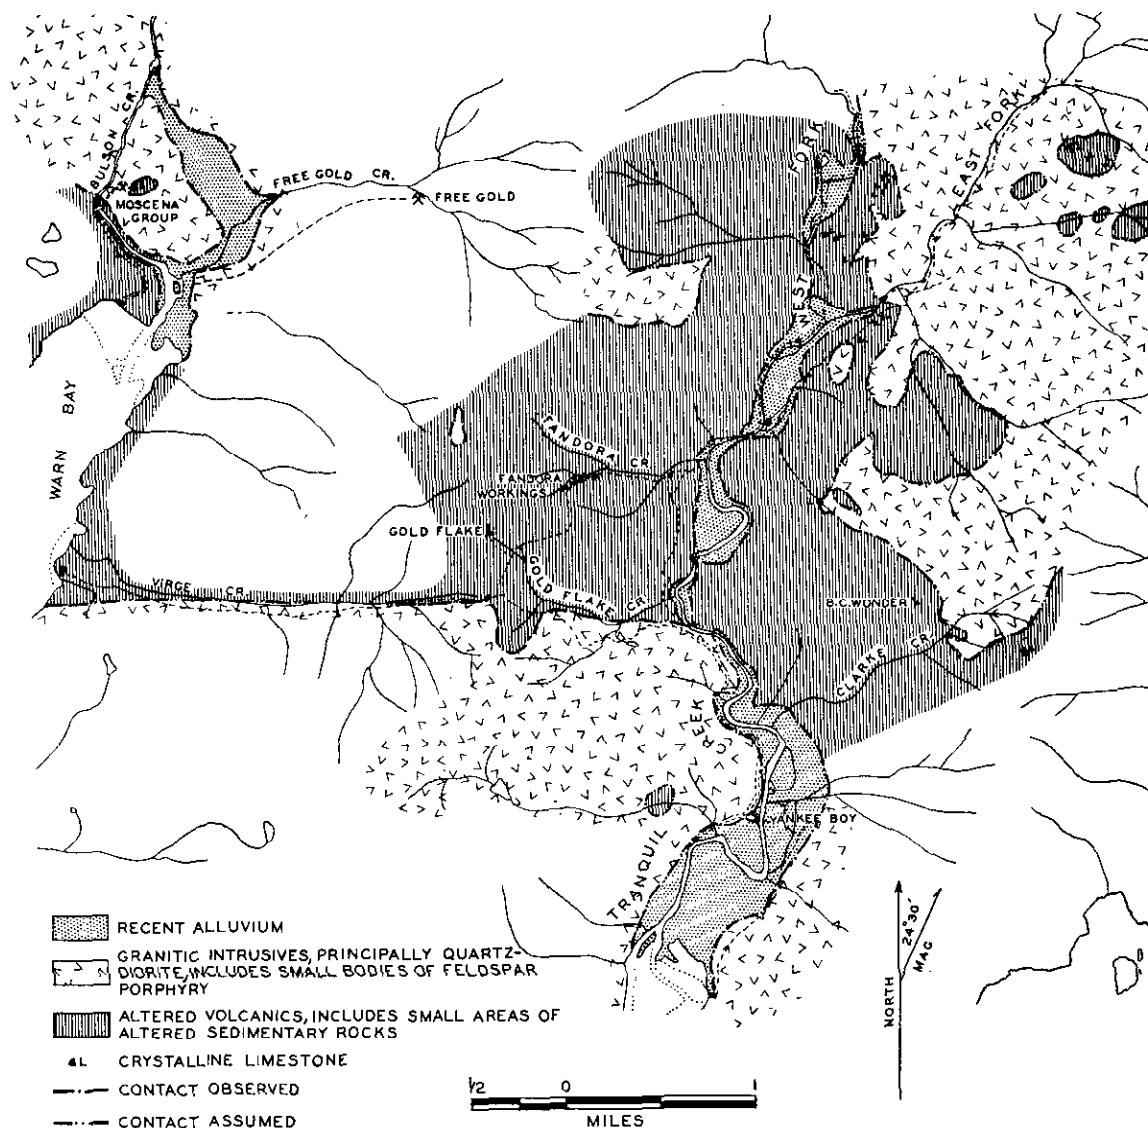 BULSON CR.
FREE GOLD CR.
FREE GOLD
MOSCENA
GROUP
WARN BAY
WEST FORK
EAST FORK
TANDORA CR.
FANDORA
WORKINGS
GOLD FLAKE
GOLD FLAKE CR.
VIRGE CR.
B.C. WONDER
CLARKE CR.
TRANQUIL CREEK
YANKEE BOY
RECENT ALLUVIUM
GRANITIC INTRUSIVES, PRINCIPALLY QUARTZ-
DIORITE, INCLUDES SMALL BODIES OF FELDSPAR
PORPHYRY
ALTERED VOLCANICS, INCLUDES SMALL AREAS OF
ALTERED SEDIMENTARY ROCKS
L CRYSTALLINE LIMESTONE
CONTACT OBSERVED
CONTACT ASSUMED
1/2 0 1
MILES
NORTH
24°30'
MAG